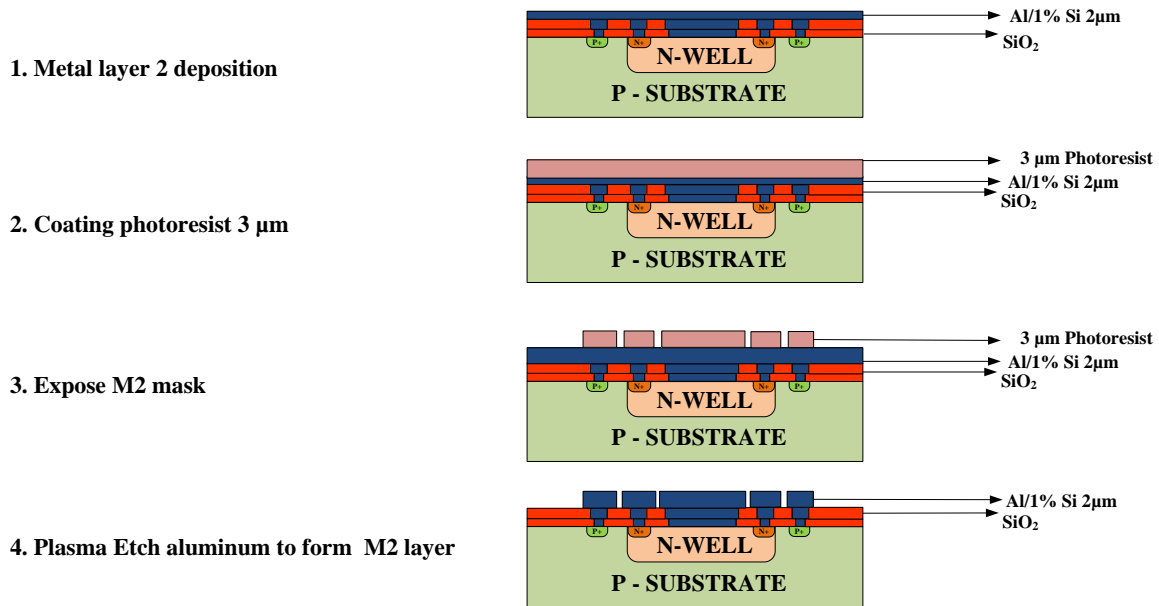 1. Metal layer 2 deposition
Al/1% Si 2µm
SiO₂
P+ N+ N+ P+
N-WELL
P - SUBSTRATE
2. Coating photoresist 3 µm
3 µm Photoresist
Al/1% Si 2µm
SiO₂
P+ N+ N+ P+
N-WELL
P - SUBSTRATE
3. Expose M2 mask
3 µm Photoresist
Al/1% Si 2µm
SiO₂
P+ N+ N+ P+
N-WELL
P - SUBSTRATE
4. Plasma Etch aluminum to form M2 layer
Al/1% Si 2µm
SiO₂
P+ N+ N+ P+
N-WELL
P - SUBSTRATE